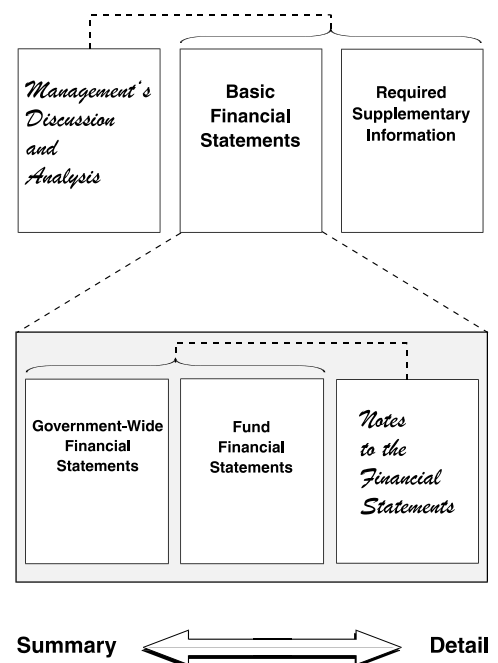 Management's
Discussion
and
Analysis
Basic
Financial
Statements
Required
Supplementary
Information
Government-Wide
Financial
Statements
Fund
Financial
Statements
Notes
to the
Financial
Statements
Summary
Detail